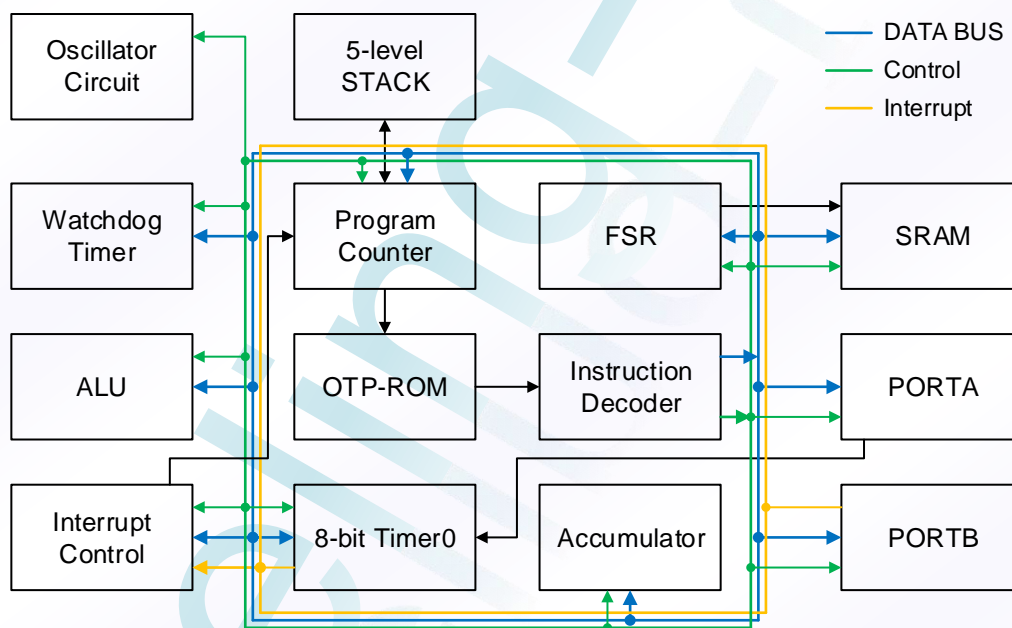 Oscillator
Circuit
5-level
STACK
DATA BUS
Control
Interrupt
Watchdog
Timer
Program
Counter
FSR
SRAM
ALU
OTP-ROM
Instruction
Decoder
PORTA
Interrupt
Control
8-bit Timer0
Accumulator
PORTB